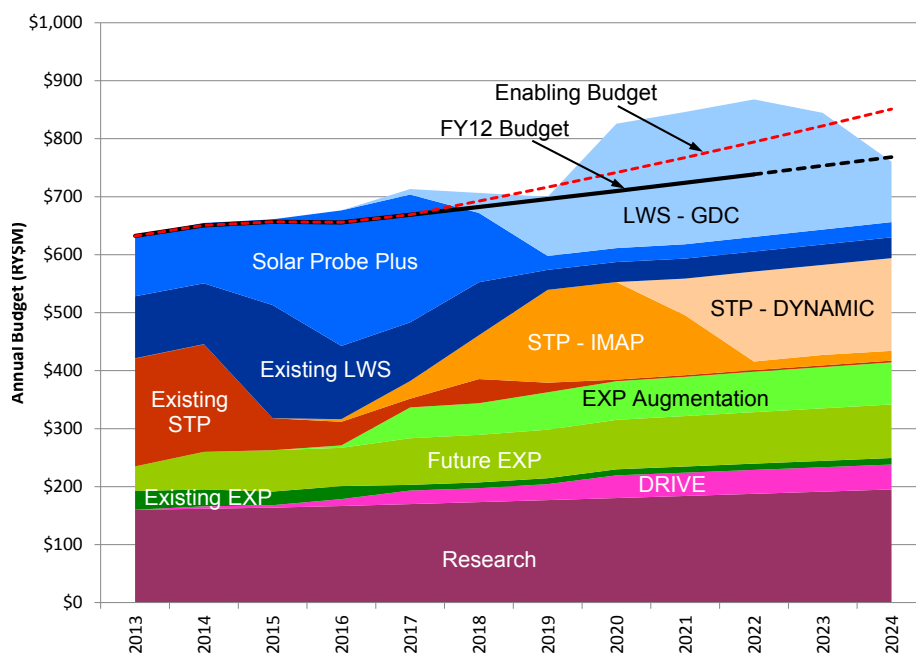 $1,000
$900
$800
$700
$600
$500
$400
$300
$200
$100
$0
Annual Budget (RY$M)
Enabling Budget
FY12 Budget
LWS - GDC
Solar Probe Plus
STP - DYNAMIC
STP - IMAP
Existing LWS
Existing
STP
EXP Augmentation
Future EXP
Existing EXP
DRIVE
Research
2013
2014
2015
2016
2017
2018
2019
2020
2021
2022
2023
2024